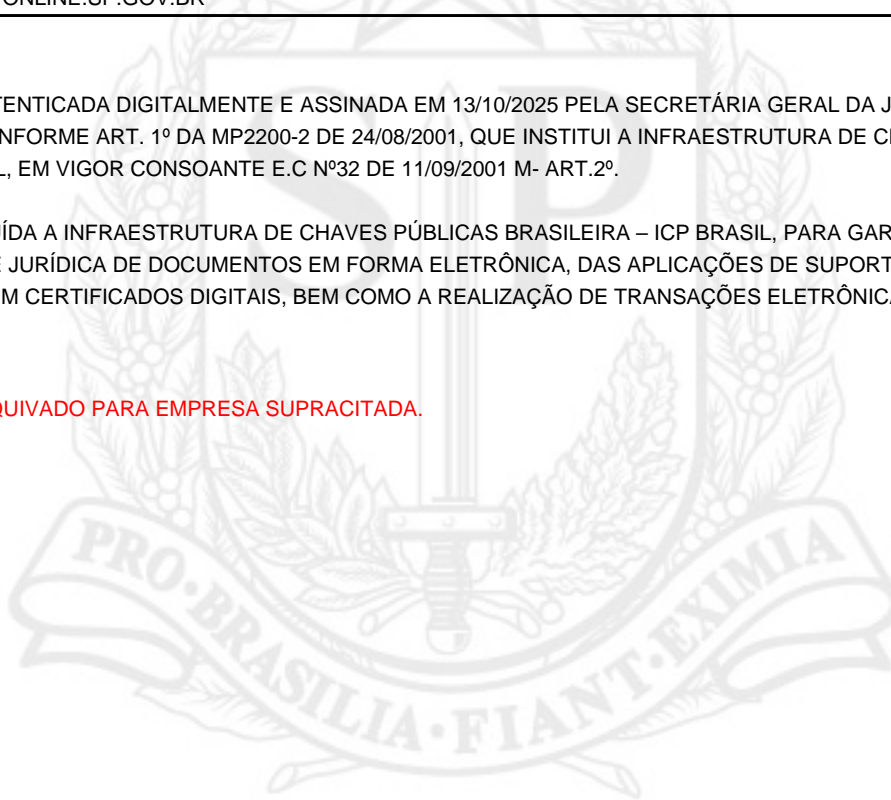 ONLINE.SP.GOV.BR
TENTICADA DIGITALMENTE E ASSINADA EM 13/10/2025 PELA SECRETÁRIA GERAL DA J
NFORME ART. 1º DA MP2200-2 DE 24/08/2001, QUE INSTITUI A INFRAESTRUTURA DE C
L, EM VIGOR CONSOANTE E.C Nº32 DE 11/09/2001 M- ART.2º.
ÍDA A INFRAESTRUTURA DE CHAVES PÚBLICAS BRASILEIRA – ICP BRASIL, PARA GAR
E JURÍDICA DE DOCUMENTOS EM FORMA ELETRÔNICA, DAS APLICAÇÕES DE SUPORT
M CERTIFICADOS DIGITAIS, BEM COMO A REALIZAÇÃO DE TRANSAÇÕES ELETRÔNICA
QUIVADO PARA EMPRESA SUPRACITADA.
SP
PRO·BRASILIA·FIANT·EXIMIA